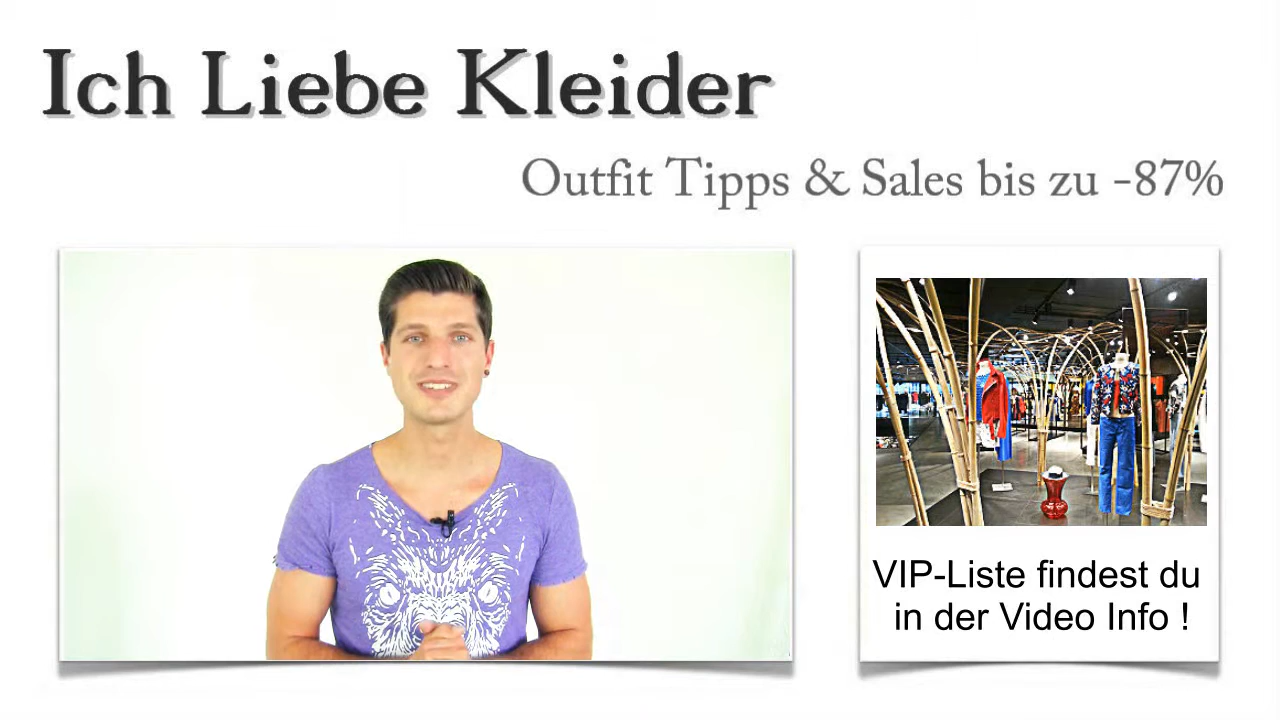 Ich Liebe Kleider
Outfit Tipps & Sales bis zu -87%
VIP-Liste findest du
in der Video Info !